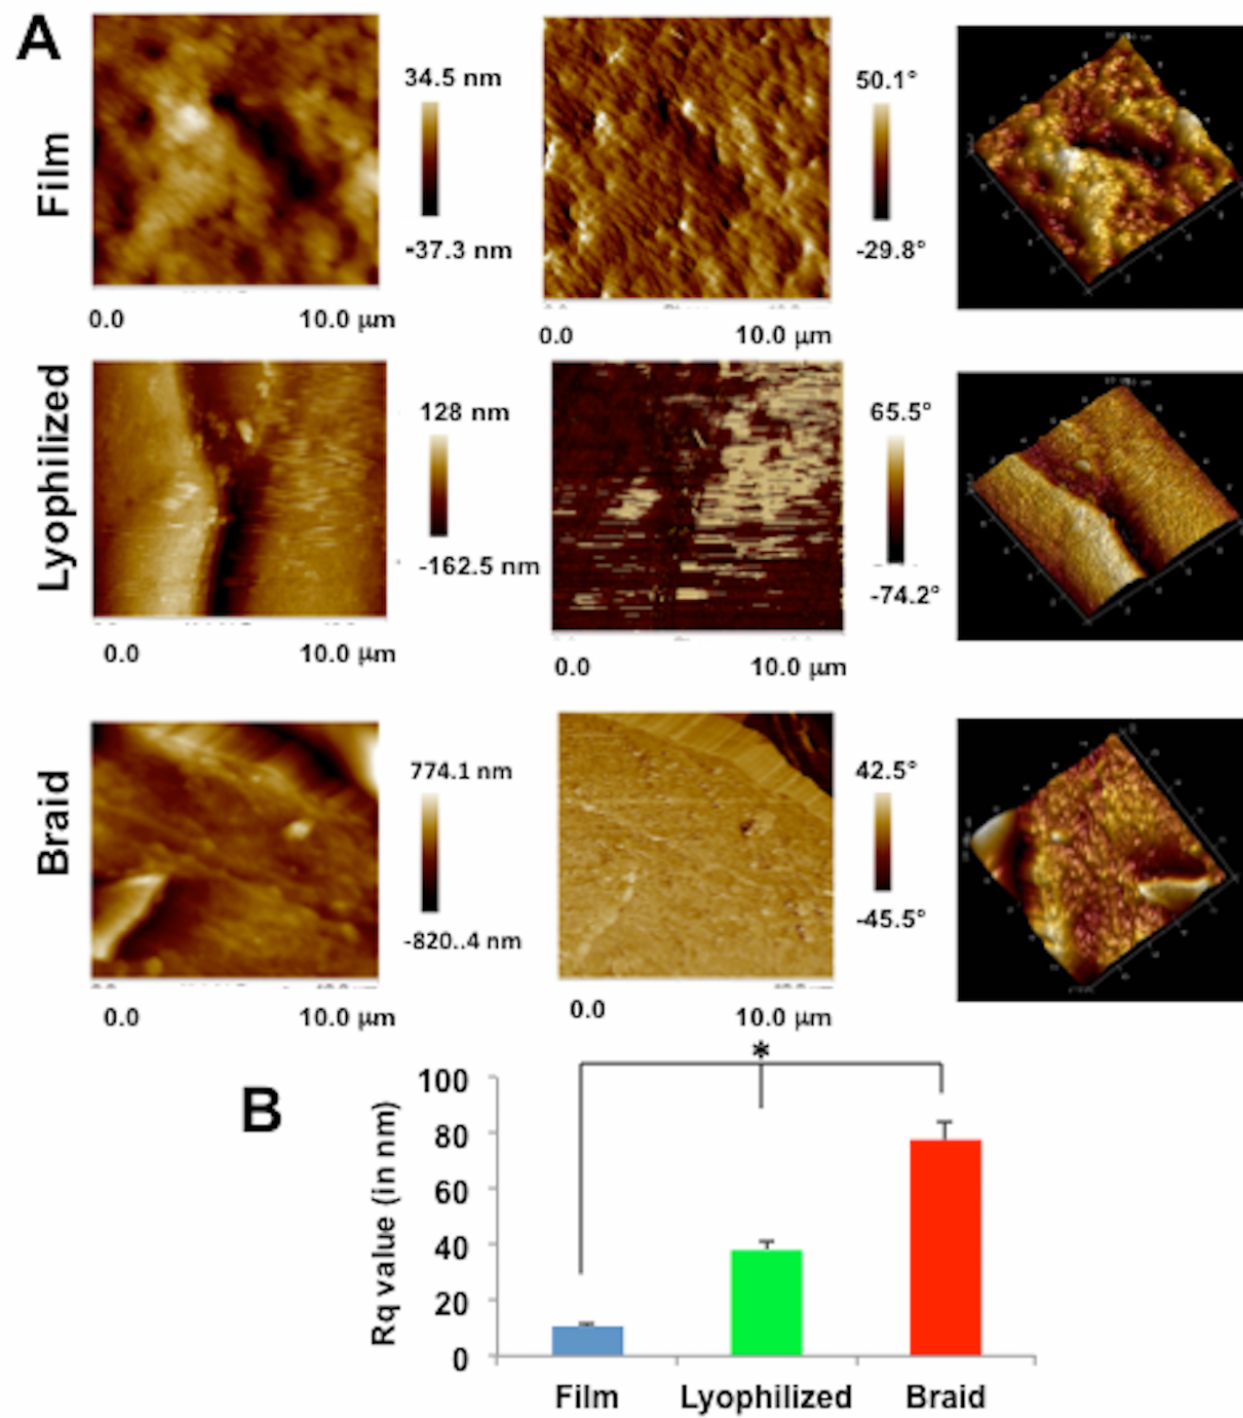 A
Film
34.5 nm
-37.3 nm
0.0 10.0 µm
50.1°
-29.8°
0.0 10.0 µm
Lyophilized
128 nm
-162.5 nm
0.0 10.0 µm
65.5°
-74.2°
0.0 10.0 µm
Braid
774.1 nm
-820..4 nm
0.0 10.0 µm
42.5°
-45.5°
0.0 10.0 µm
B
*
Rq value (in nm)
100
80
60
40
20
0
Film Lyophilized Braid